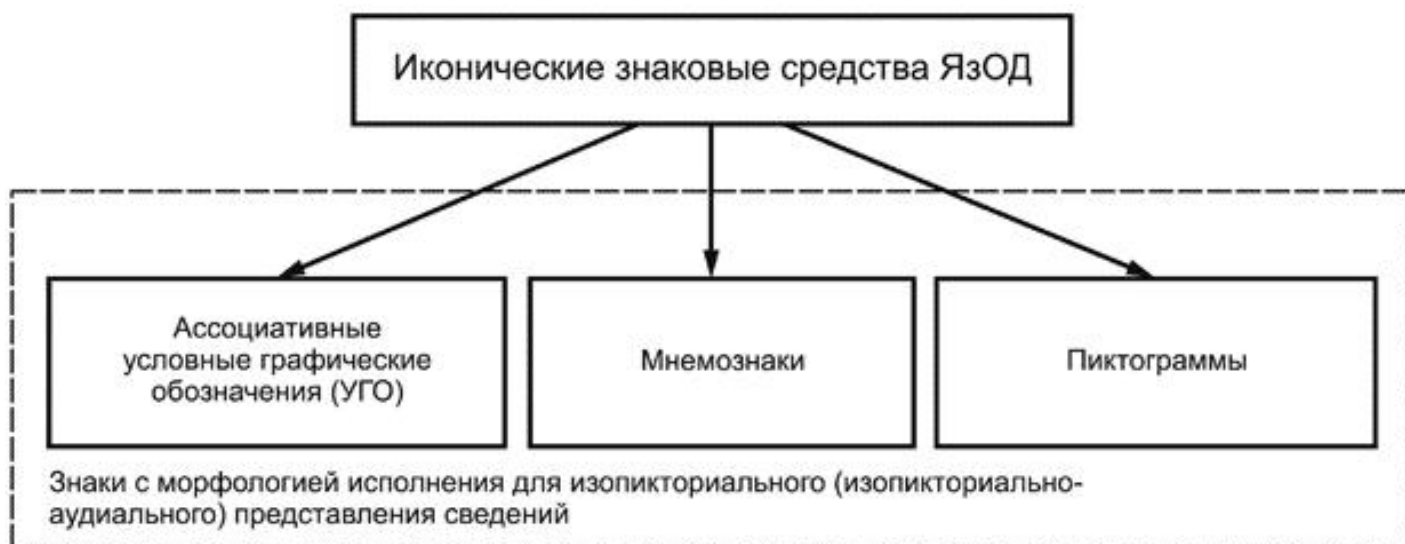 Иконические знаковые средства ЯзОД
Ассоциативные
условные графические
обозначения (УГО)
Мнемознаки
Пиктограммы
Знаки с морфологией исполнения для изопикториального (изопикториально-
аудиального) представления сведений